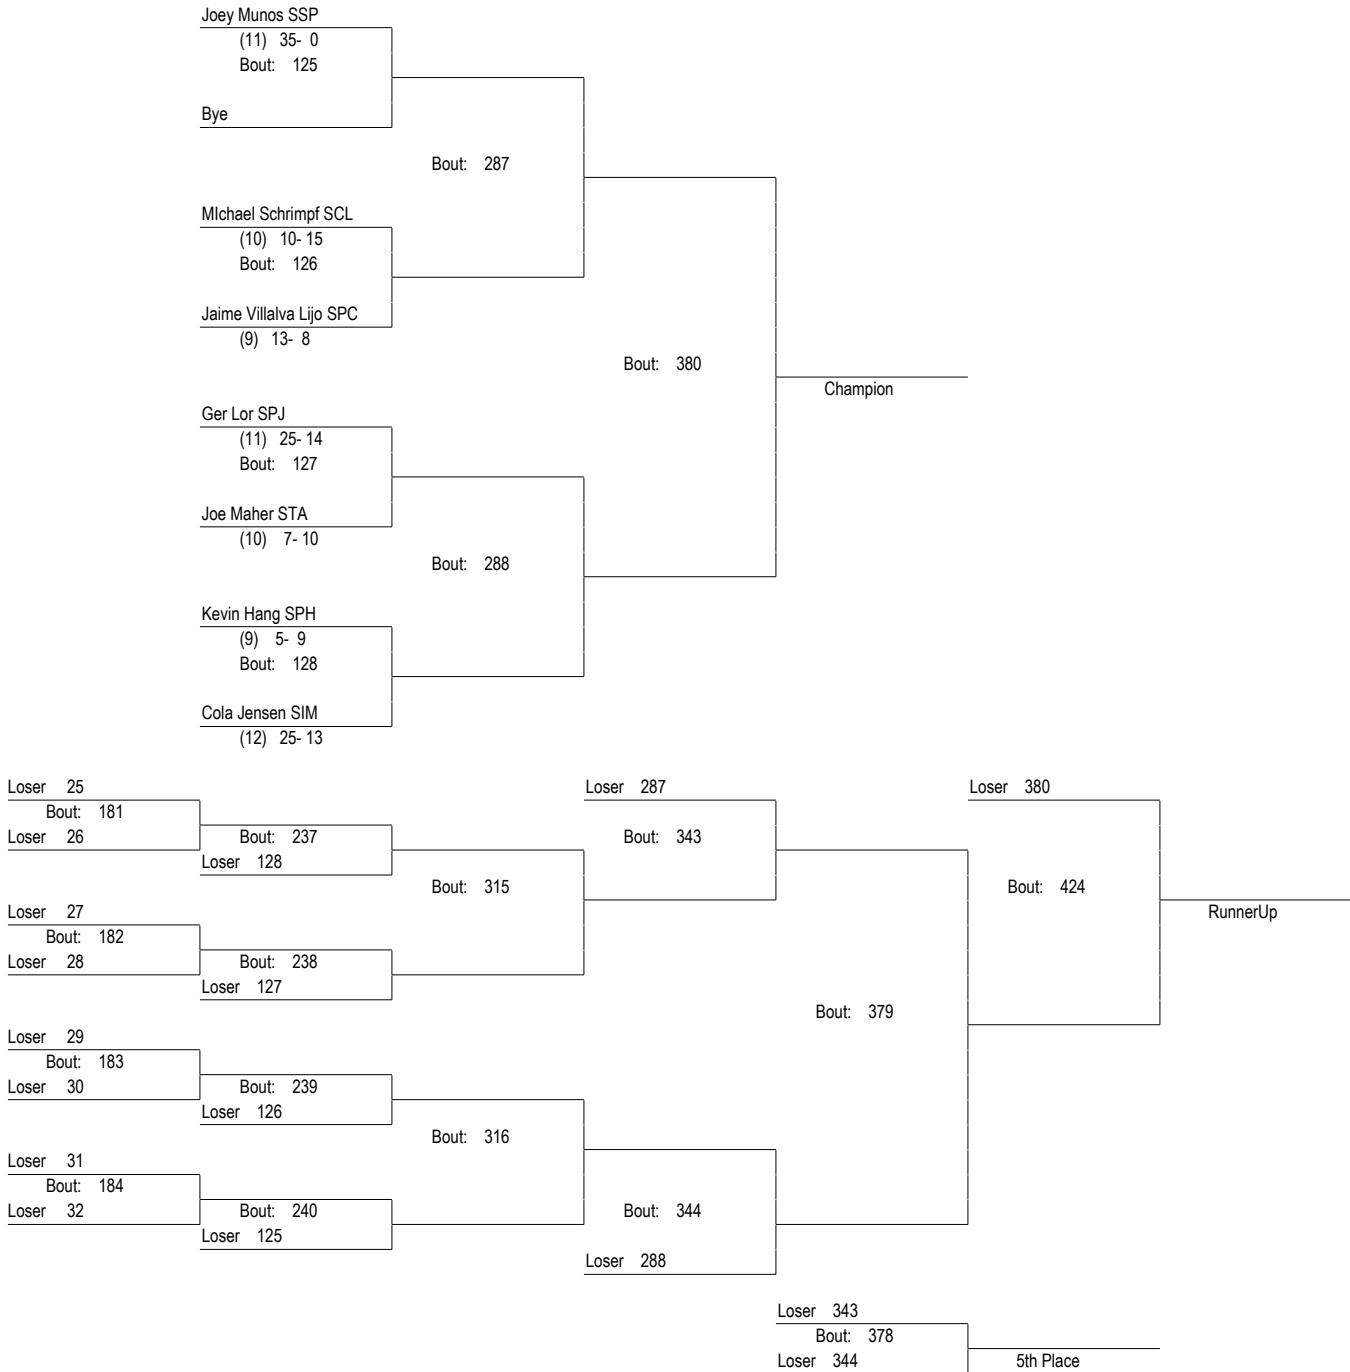 Joey Munos SSP
(11) 35- 0
Bout: 125
Bye
Bout: 287
MIchael Schrimpf SCL
(10) 10- 15
Bout: 126
Jaime Villalva Lijo SPC
(9) 13- 8
Bout: 380
Champion
Ger Lor SPJ
(11) 25- 14
Bout: 127
Joe Maher STA
(10) 7- 10
Bout: 288
Kevin Hang SPH
(9) 5- 9
Bout: 128
Cola Jensen SIM
(12) 25- 13
Loser 25
Bout: 181
Loser 26
Bout: 237
Loser 128
Bout: 315
Loser 27
Bout: 182
Loser 28
Bout: 238
Loser 127
Loser 287
Bout: 343
Loser 380
Bout: 424
RunnerUp
Bout: 379
Loser 29
Bout: 183
Loser 30
Bout: 239
Loser 126
Bout: 316
Loser 31
Bout: 184
Loser 32
Bout: 240
Loser 125
Bout: 344
Loser 288
Loser 343
Bout: 378
Loser 344
5th Place